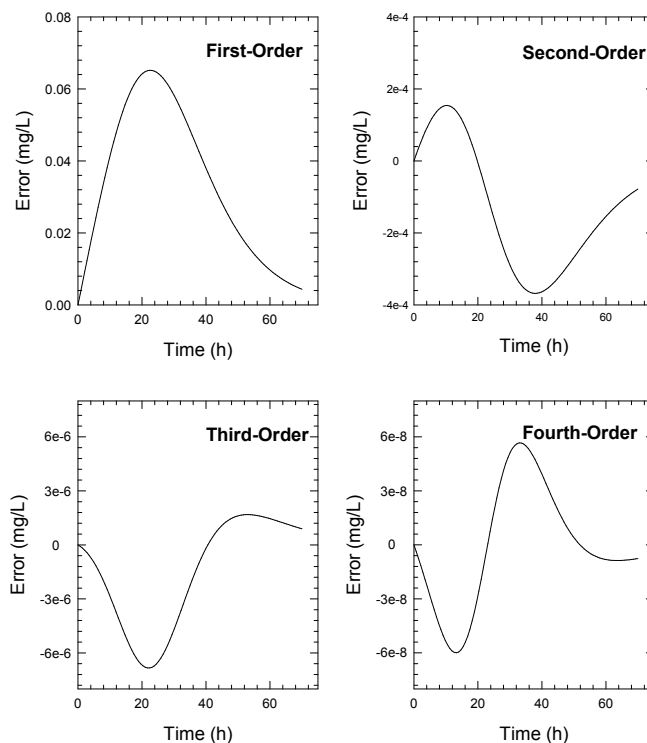 First-Order
Error (mg/L)
0.08
0.06
0.04
0.02
0.00
0 20 40 60
Time (h)
Second-Order
Error (mg/L)
4e-4
2e-4
0
-2e-4
-4e-4
0 20 40 60
Time (h)
Third-Order
Error (mg/L)
6e-6
3e-6
0
-3e-6
-6e-6
0 20 40 60
Time (h)
Fourth-Order
Error (mg/L)
6e-8
3e-8
0
-3e-8
-6e-8
0 20 40 60
Time (h)